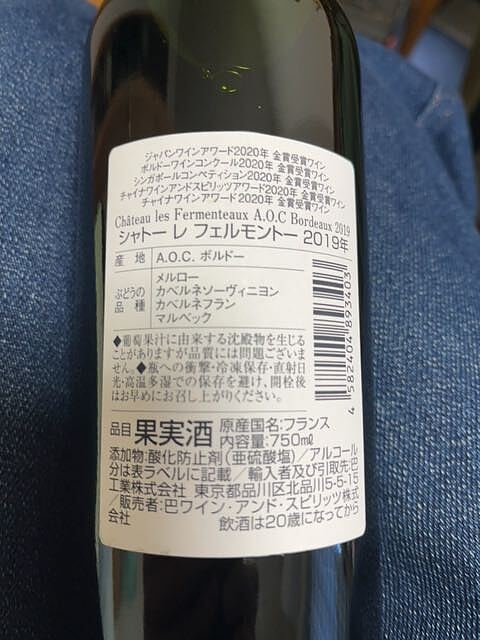 ジャパンワインアワード2020年 金賞受賞ワイン
ボルドーワインコンクール2020年 金賞受賞ワイン
シンガポールコンペティション2020年 金賞受賞ワイン
チャイナワインアンドスピリッツアワード2020年 金賞受賞ワイン
チャイナワインアワード2020年 金賞受賞ワイン
Château les Fermenteaux A.O.C Bordeaux 2019
シャトー レ フェルモントー 2019年
産 地 A.O.C. ボルドー
ぶどうの品種 メルロー
カベルネソーヴィニヨン
カベルネフラン
マルベック
◆葡萄果汁に由来する沈殿物を生じる
ことがありますが品質には問題ございま
せん。◆瓶への衝撃・冷凍保存・直射日
光・高温多湿での保存を避け、開栓後
はお早めにお召し上がりください。
4 582404 893403
品目 果実酒 原産国名:フランス
内容量:750mℓ
添加物:酸化防止剤(亜硫酸塩)/アルコール
分は表ラベルに記載/輸入者及び引取先:巴
工業株式会社 東京都品川区北品川5-5-15
/販売者:巴ワイン・アンド・スピリッツ株式
会社 飲酒は20歳になってから